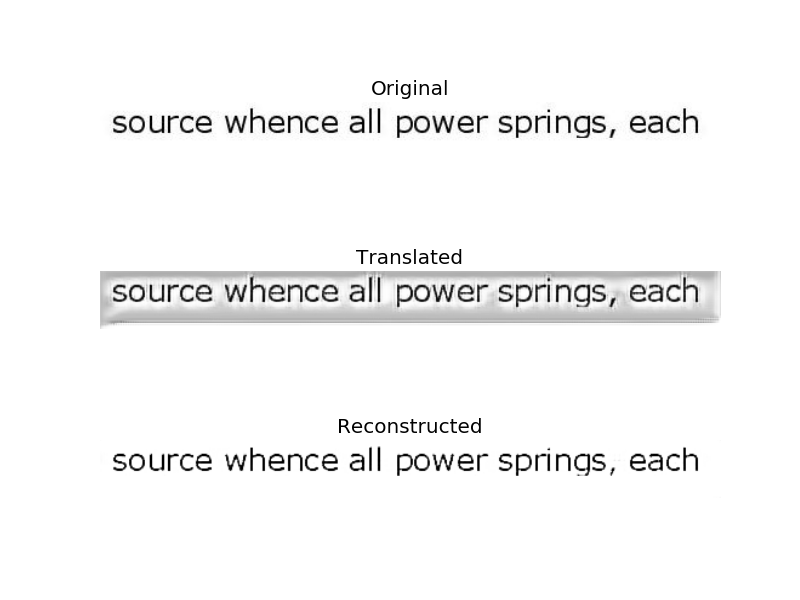 Original
source whence all power springs, each
Translated
source whence all power springs, each
Reconstructed
source whence all power springs, each